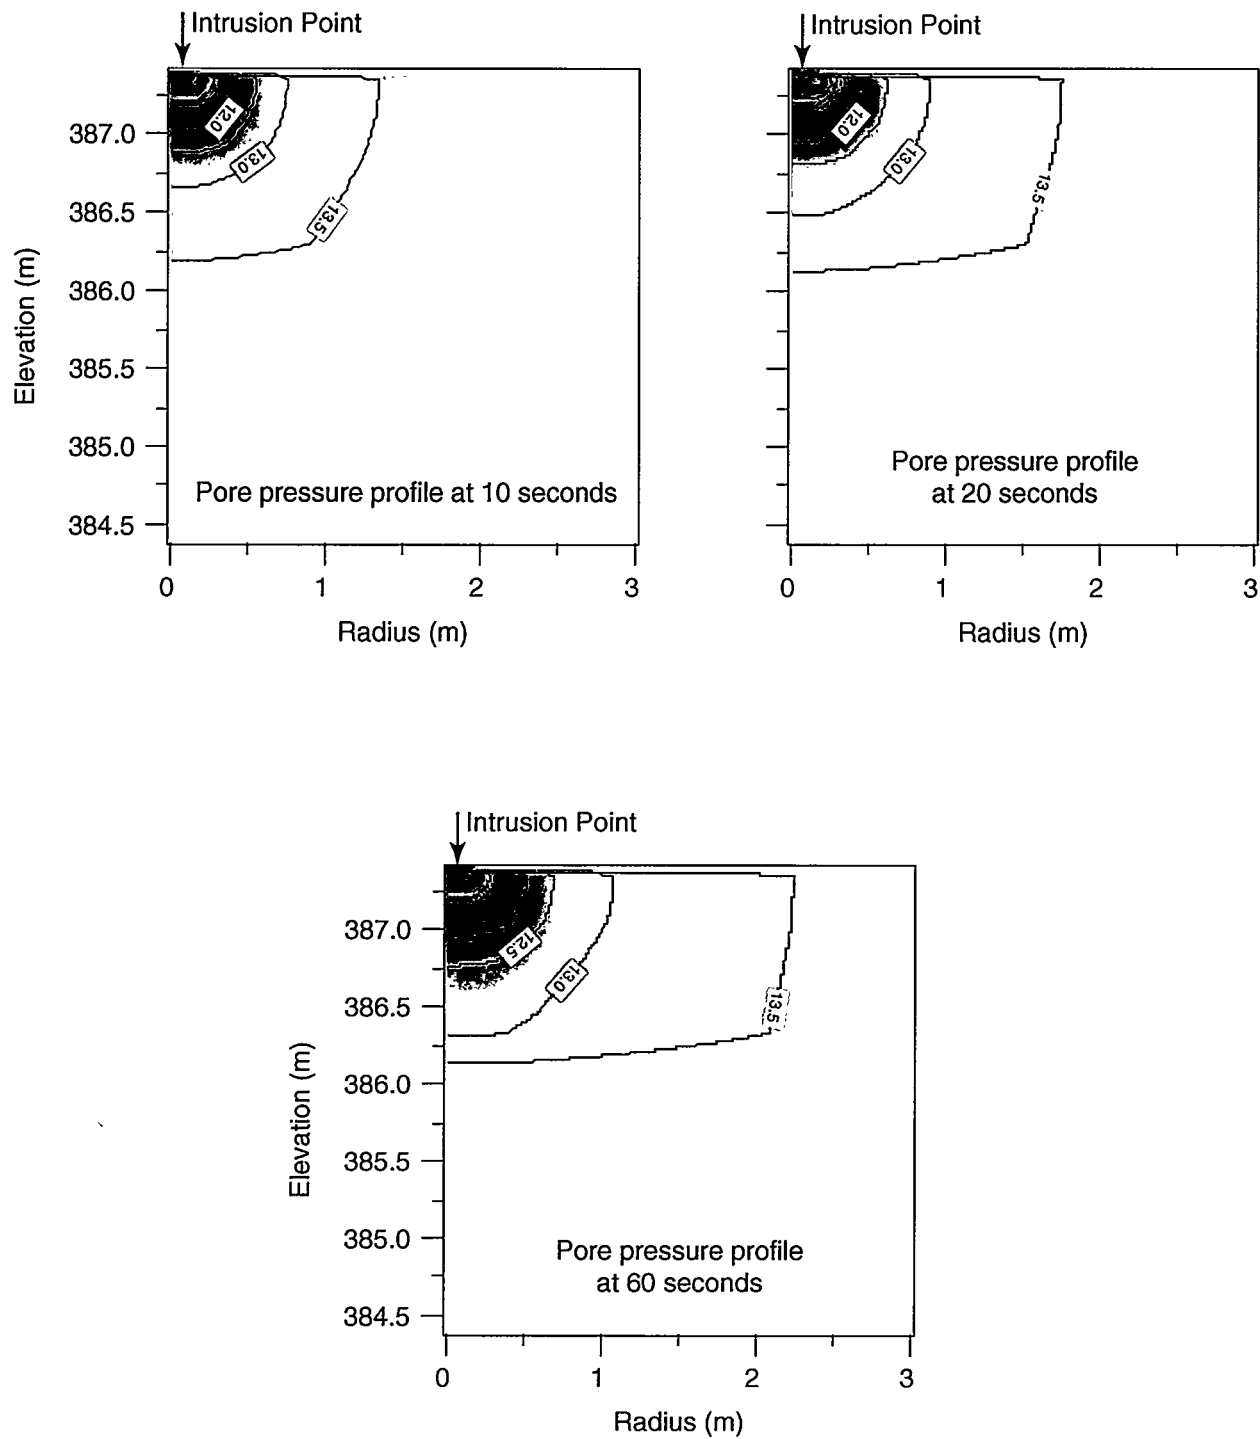 Intrusion Point
Elevation (m)
387.0
386.5
386.0
385.5
385.0
384.5
12.0
13.0
13.5
Pore pressure profile at 10 seconds
0 1 2 3
Radius (m)
Intrusion Point
12.0
13.0
13.5
Pore pressure profile
at 20 seconds
0 1 2 3
Radius (m)
Intrusion Point
Elevation (m)
387.0
386.5
386.0
385.5
385.0
384.5
12.5
13.0
13.5
Pore pressure profile
at 60 seconds
0 1 2 3
Radius (m)